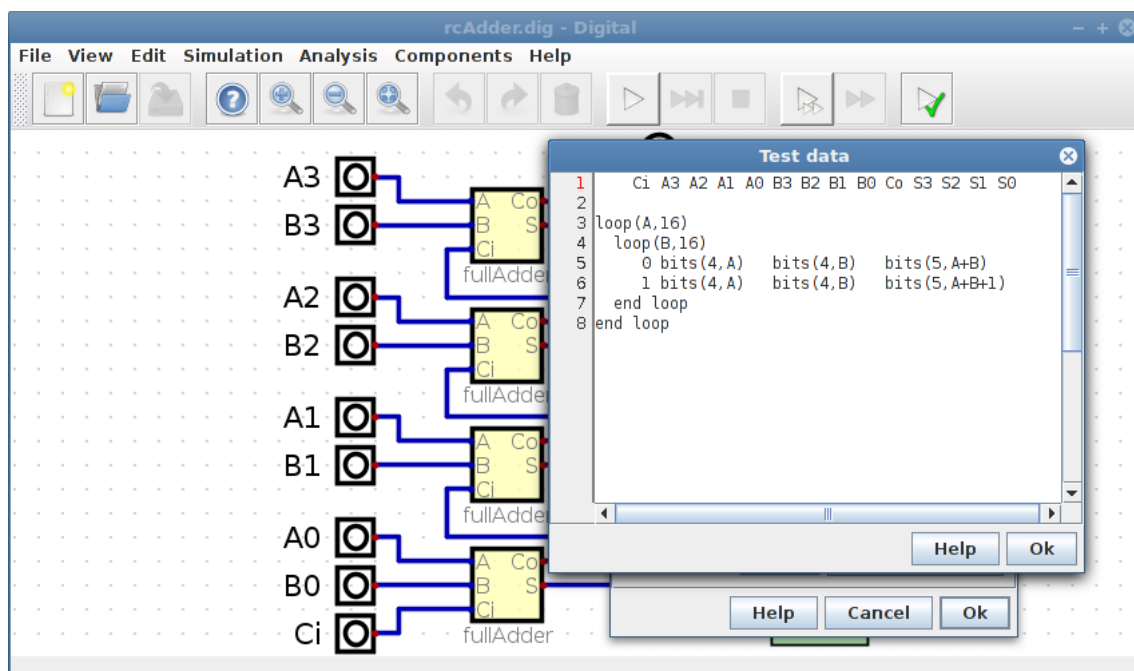 rcAdder.dig - Digital
File View Edit Simulation Analysis Components Help
Test data
1 Ci A3 A2 A1 A0 B3 B2 B1 B0 Co S3 S2 S1 S0
2
3 loop(A,16)
4 loop(B,16)
5 0 bits(4,A) bits(4,B) bits(5,A+B)
6 1 bits(4,A) bits(4,B) bits(5,A+B+1)
7 end loop
8 end loop
Help Ok
Help Cancel Ok
A3
B3
A Co
B S
Ci
fullAdder
A2
B2
A Co
B S
Ci
fullAdder
A1
B1
A Co
B S
Ci
fullAdder
A0
B0
Ci
A Co
B S
Ci
fullAdder